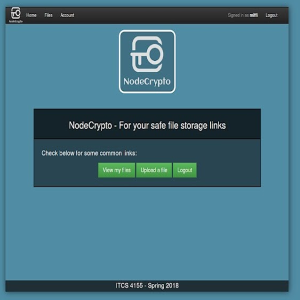 NodeCrypto
Home Files Account Signed in as Logout
NodeCrypto
NodeCrypto - For your safe file storage links
Check below for some common links:
View my files Upload a file Logout
ITCS 4155 - Spring 2018